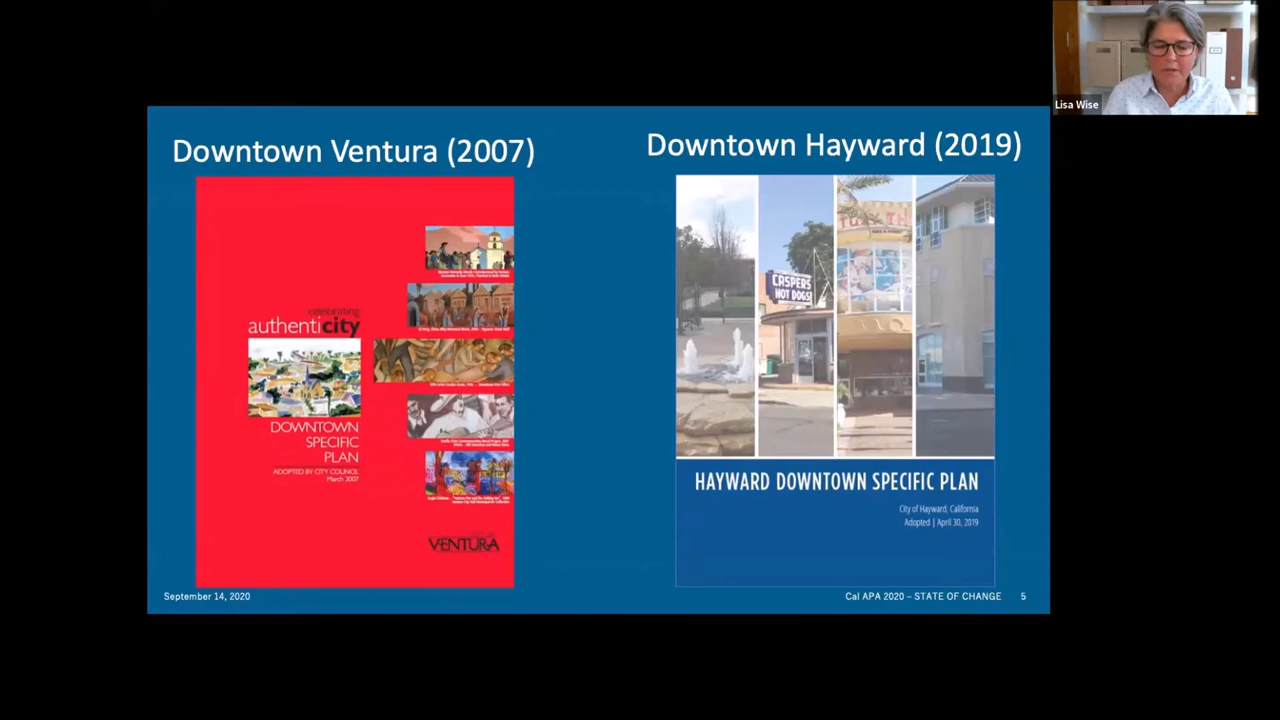 Lisa Wise
Downtown Ventura (2007)
celebrating
authenticity
DOWNTOWN
SPECIFIC
PLAN
ADOPTED BY CITY COUNCIL
March 2007
VENTURA
Downtown Hayward (2019)
CASPERS
HOT DOGS
HAYWARD DOWNTOWN SPECIFIC PLAN
City of Hayward, California
Adopted | April 30, 2019
September 14, 2020
Cal APA 2020 – STATE OF CHANGE 5